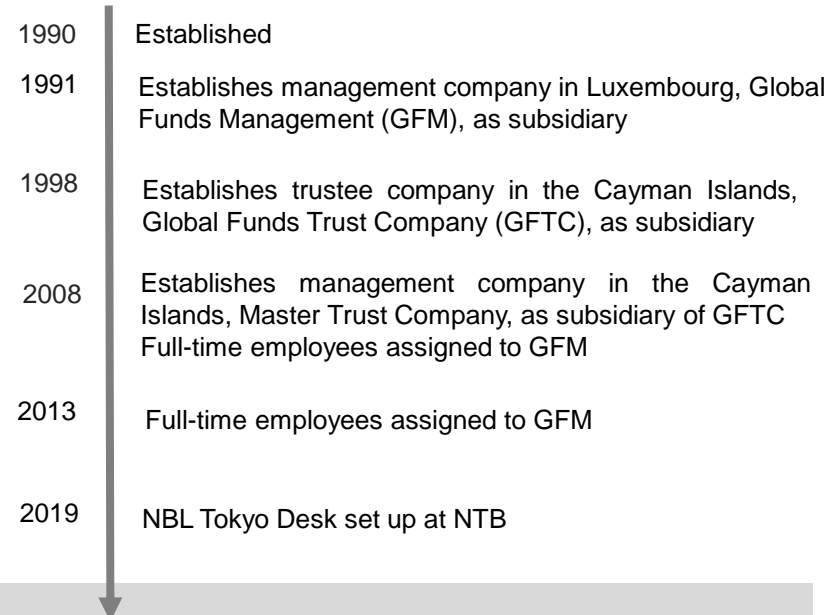 1990 Established
1991 Establishes management company in Luxembourg, Global
Funds Management (GFM), as subsidiary
1998 Establishes trustee company in the Cayman Islands,
Global Funds Trust Company (GFTC), as subsidiary
2008 Establishes management company in the Cayman
Islands, Master Trust Company, as subsidiary of GFTC
Full-time employees assigned to GFM
2013 Full-time employees assigned to GFM
2019 NBL Tokyo Desk set up at NTB